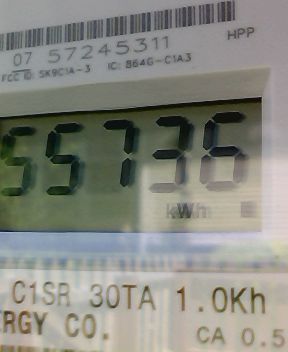 07 57245311
HPP
FCC ID: SK9C1A-3 IC: 864G-C1A3
55736
kWh
C1SR 30TA 1.0Kh
ERGY CO.
CA 0.5